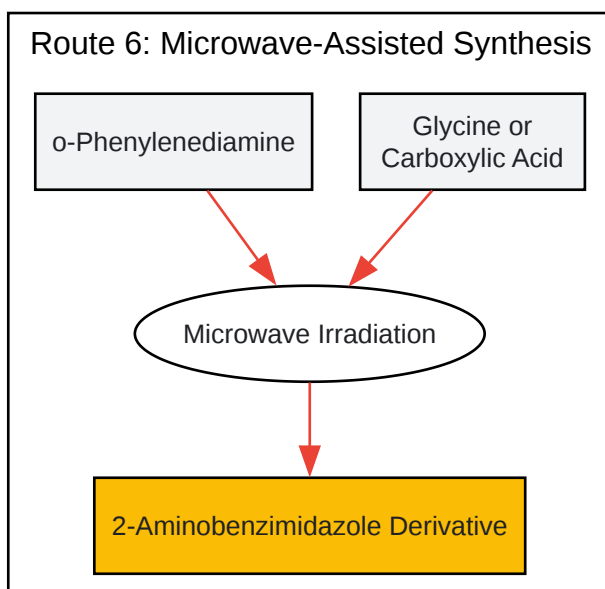 Route 6: Microwave-Assisted Synthesis
o-Phenylenediamine
Glycine or
Carboxylic Acid
Microwave Irradiation
2-Aminobenzimidazole Derivative